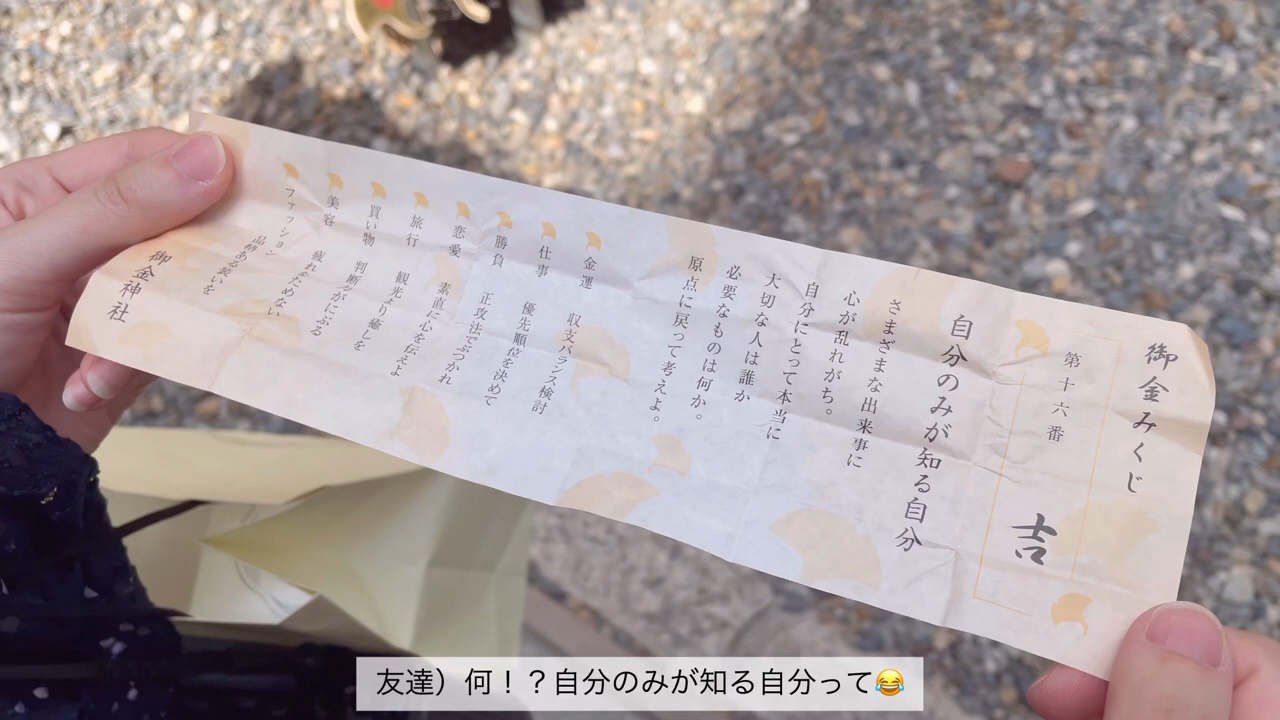 御金みくじ
第十六番
吉
自分のみが知る自分
さまざまな出来事に
心が乱れがち。
自分にとって本当に
大切な人は誰か
必要なものは何か。
原点に戻って考えよ。
金運 収支バランス検討
仕事 優先順位を決めて
勝負 正攻法でぶつかれ
恋愛 素直に心を伝えよ
旅行 観光より癒しを
買い物 判断力がにぶる
美容 疲れをためない
ファッション 品格ある装いを
御金神社
友達）何！？自分のみが知る自分って😂